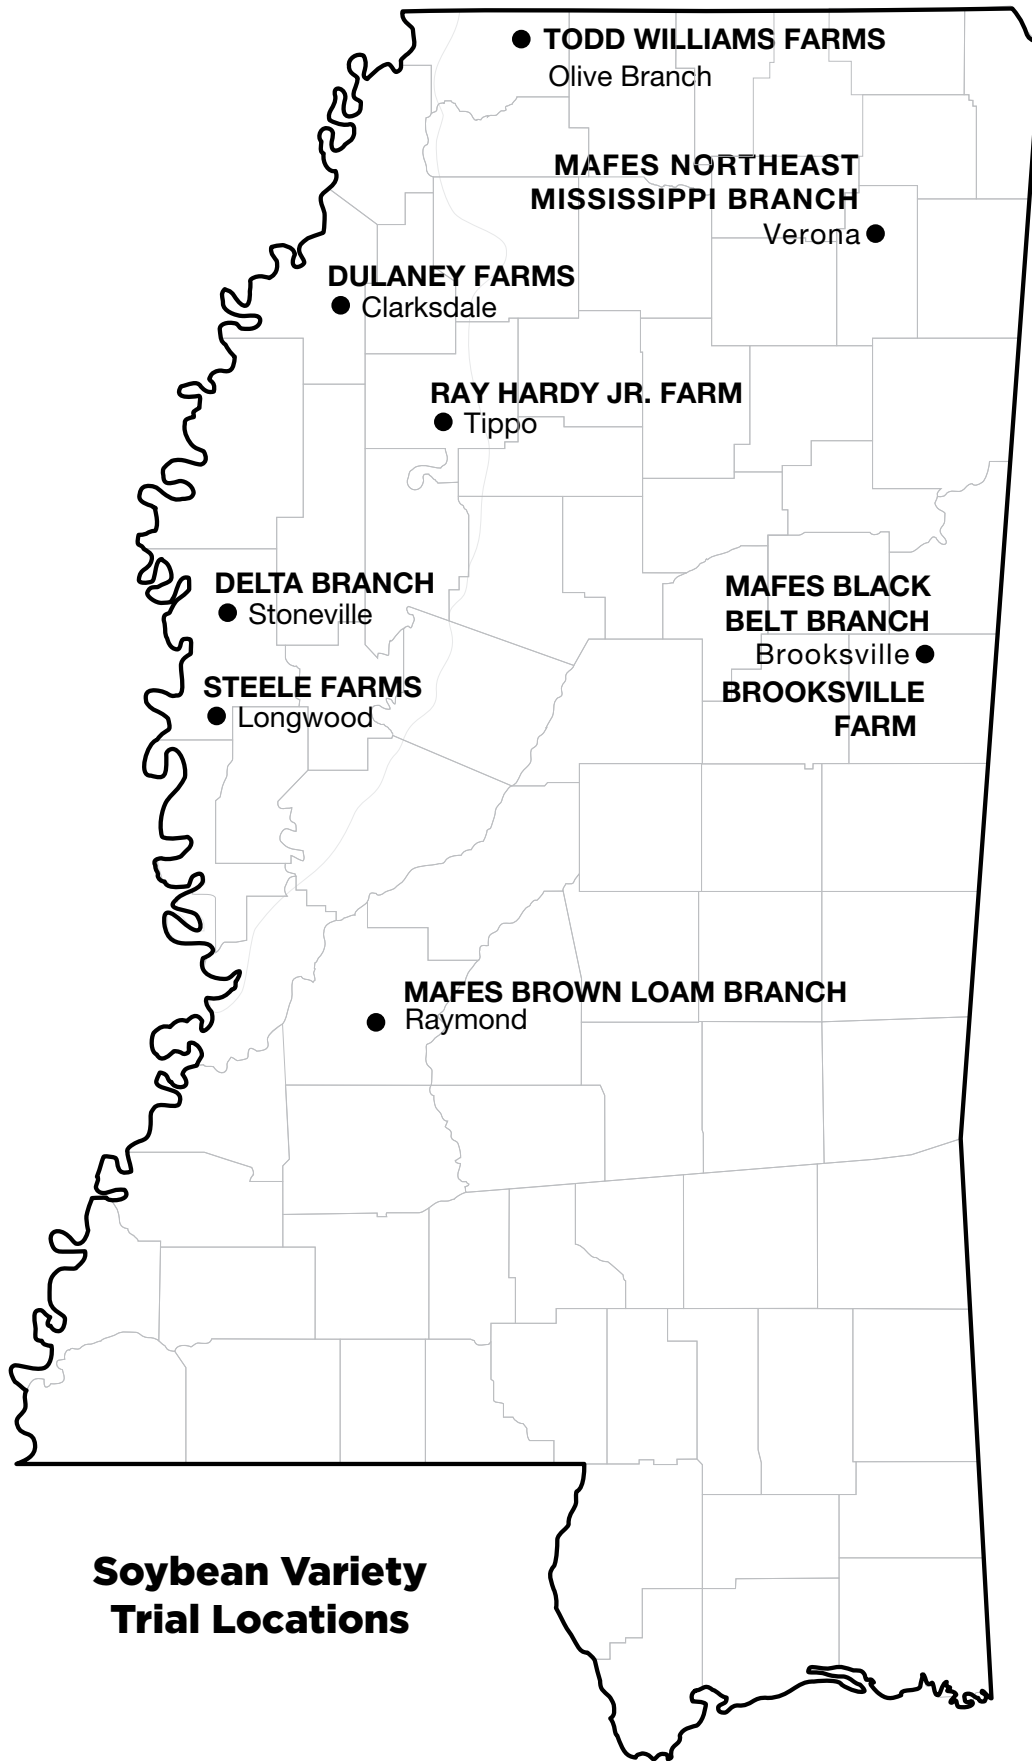 TODD WILLIAMS FARMS
Olive Branch
MAFES NORTHEAST
MISSISSIPPI BRANCH
Verona
DULANEY FARMS
Clarksdale
RAY HARDY JR. FARM
Tippo
DELTA BRANCH
Stoneville
MAFES BLACK
BELT BRANCH
Brooksville
BROOKSVILLE
FARM
STEELE FARMS
Longwood
MAFES BROWN LOAM BRANCH
Raymond
Soybean Variety
Trial Locations